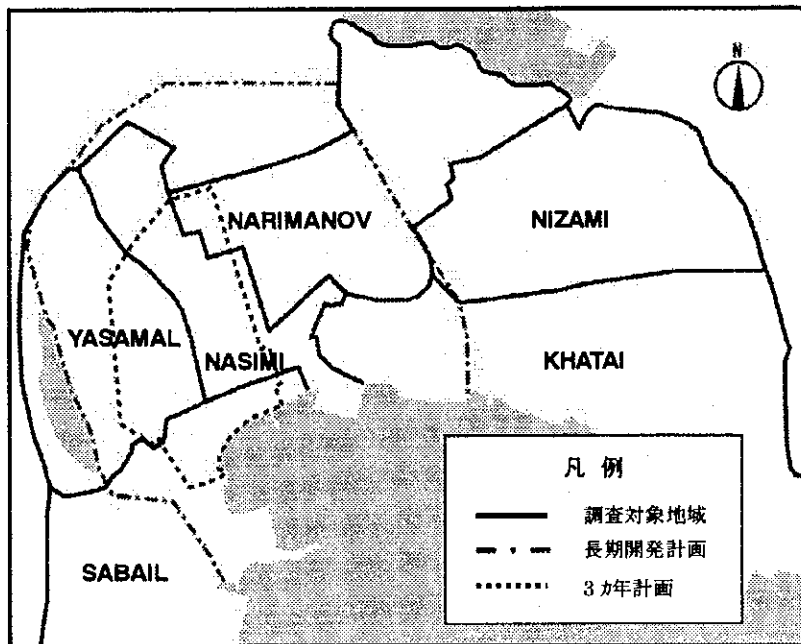 N
NARIMANOV
NIZAMI
YASAMAL
NASIMI
KHATAI
SABAIL
凡 例
調査対象地域
長期開発計画
3ヵ年計画